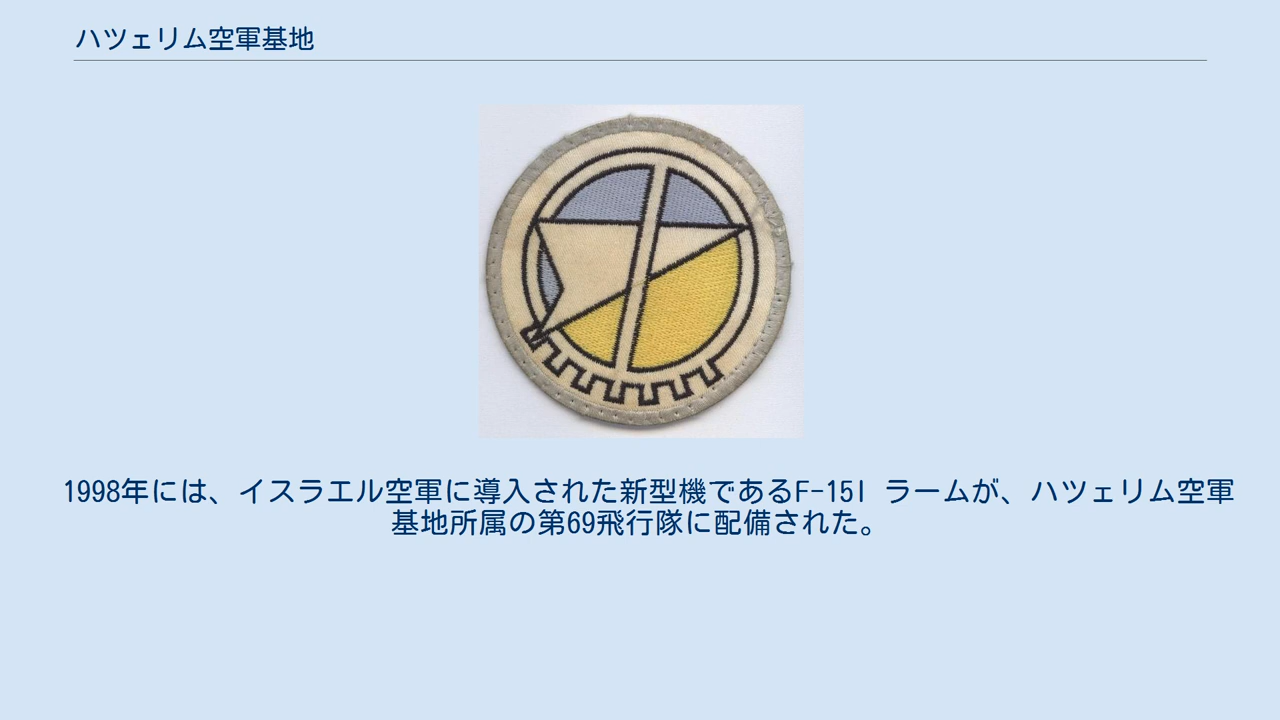 ハツェリム空軍基地
1998年には、イスラエル空軍に導入された新型機であるF-15I ラームが、ハツェリム空軍
基地所属の第69飛行隊に配備された。